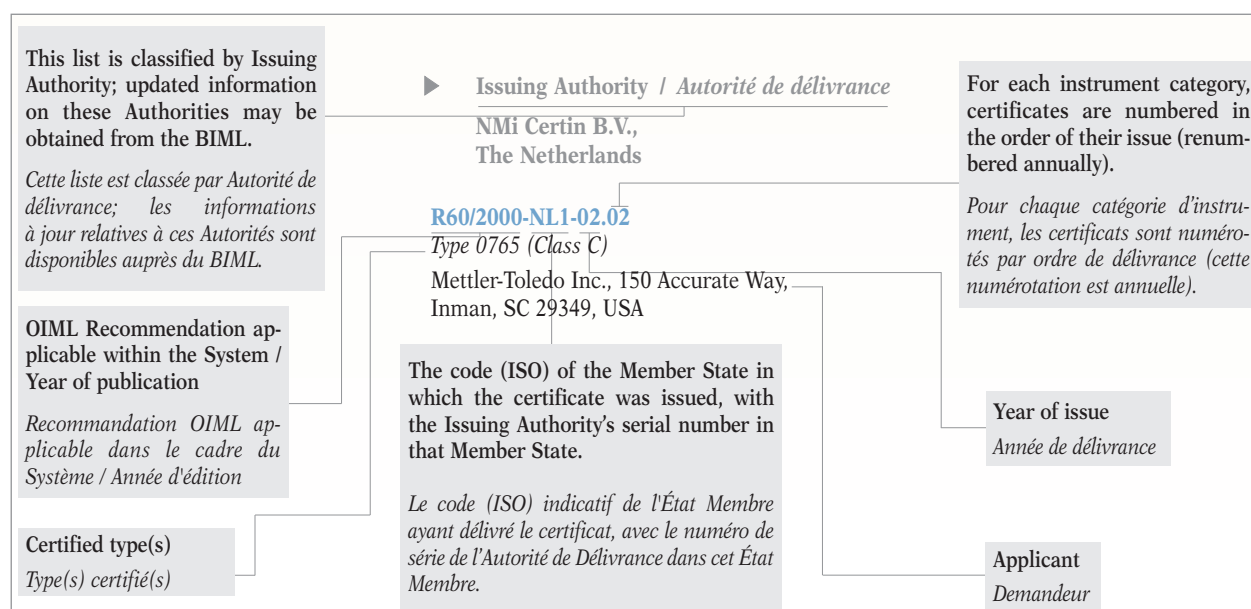 This list is classified by Issuing
Authority; updated information
on these Authorities may be
obtained from the BIML.
Cette liste est classée par Autorité de
délivrance; les informations
à jour relatives à ces Autorités sont
disponibles auprès du BIML.
OIML Recommendation ap-
plicable within the System /
Year of publication
Recommandation OIML ap-
plicable dans le cadre du
Système / Année d'édition
Certified type(s)
Type(s) certifié(s)
Issuing Authority / Autorité de délivrance
NMi Certin B.V.,
The Netherlands
R60/2000-NL1-02.02
Type 0765 (Class C)
Mettler-Toledo Inc., 150 Accurate Way,
Inman, SC 29349, USA
The code (ISO) of the Member State in
which the certificate was issued, with
the Issuing Authority's serial number in
that Member State.
Le code (ISO) indicatif de l'État Membre
ayant délivré le certificat, avec le numéro de
série de l'Autorité de Délivrance dans cet État
Membre.
For each instrument category,
certificates are numbered in
the order of their issue (renum-
bered annually).
Pour chaque catégorie d'instru-
ment, les certificats sont numéro-
tés par ordre de délivrance (cette
numérotation est annuelle).
Year of issue
Année de délivrance
Applicant
Demandeur